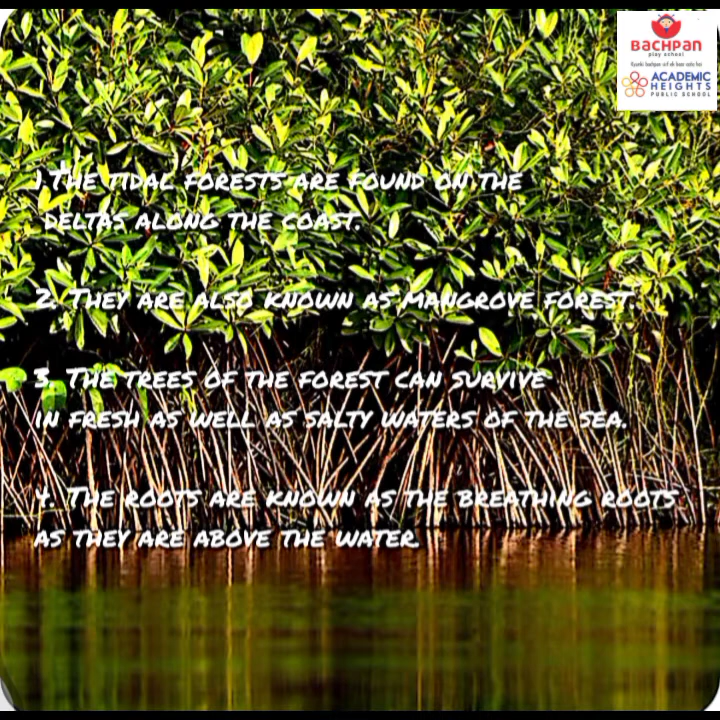 BACHPAN
play school
ACADEMIC
HEIGHTS
PUBLIC SCHOOL
1. THE TIDAL FORESTS ARE FOUND ON THE
DELTAS ALONG THE COAST.
2. THEY ARE ALSO KNOWN AS MANGROVE FOREST.
3. THE TREES OF THE FOREST CAN SURVIVE
IN FRESH AS WELL AS SALTY WATERS OF THE SEA.
4. THE ROOTS ARE KNOWN AS THE BREATHING ROOTS
AS THEY ARE ABOVE THE WATER.